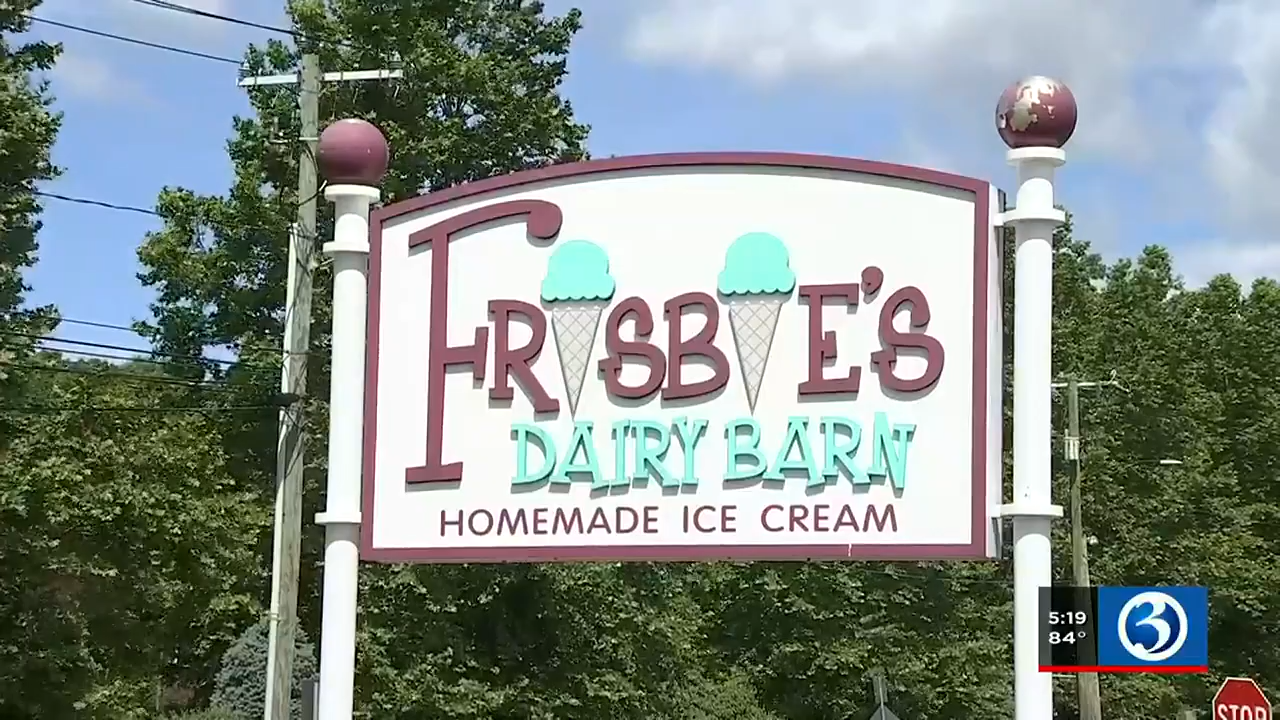 FRISBIE'S
DAIRY BARN
HOMEMADE ICE CREAM
5:19
84°
3
STOP